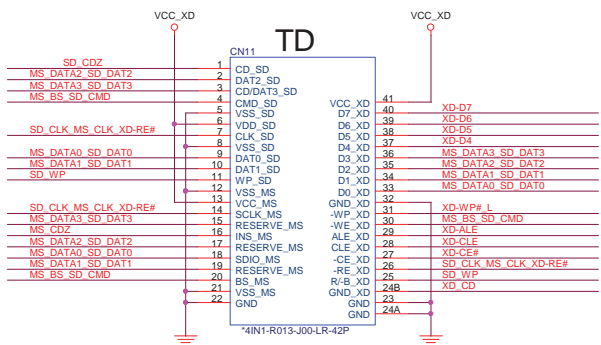 VCC_XD
VCC_XD
TD
CN11
SD_CDZ 1 CD_SD
MS_DATA2_SD_DAT2 2 DAT2_SD
MS_DATA3_SD_DAT3 3 CD/DAT3_SD
MS_BS_SD_CMD 4 CMD_SD
5 VSS_SD
6 VDD_SD
SD_CLK_MS_CLK_XD-RE# 7 CLK_SD
8 VSS_SD
MS_DATA0_SD_DAT0 9 DAT0_SD
MS_DATA1_SD_DAT1 10 DAT1_SD
SD_WP 11 WP_SD
12 VSS_MS
13 VCC_MS
SD_CLK_MS_CLK_XD-RE# 14 SCLK_MS
MS_DATA3_SD_DAT3 15 RESERVE_MS
MS_CDZ 16 INS_MS
MS_DATA2_SD_DAT2 17 RESERVE_MS
MS_DATA0_SD_DAT0 18 SDIO_MS
MS_DATA1_SD_DAT1 19 RESERVE_MS
MS_BS_SD_CMD 20 BS_MS
21 VSS_MS
22 GND
VCC_XD 41
D7_XD 40 XD-D7
D6_XD 39 XD-D6
D5_XD 38 XD-D5
D4_XD 37 XD-D4
D3_XD 36 MS_DATA3_SD_DAT3
D2_XD 35 MS_DATA2_SD_DAT2
D1_XD 34 MS_DATA1_SD_DAT1
D0_XD 33 MS_DATA0_SD_DAT0
GND_XD 32
-WP_XD 31 XD-WP#_L
-WE_XD 30 MS_BS_SD_CMD
ALE_XD 29 XD-ALE
CLE_XD 28 XD-CLE
-CE_XD 27 XD-CE#
-RE_XD 26 SD_CLK_MS_CLK_XD-RE#
R/-B_XD 25 SD_WP
GND_XD 24B XD_CD
GND 23
GND 24A
*4IN1-R013-J00-LR-42P